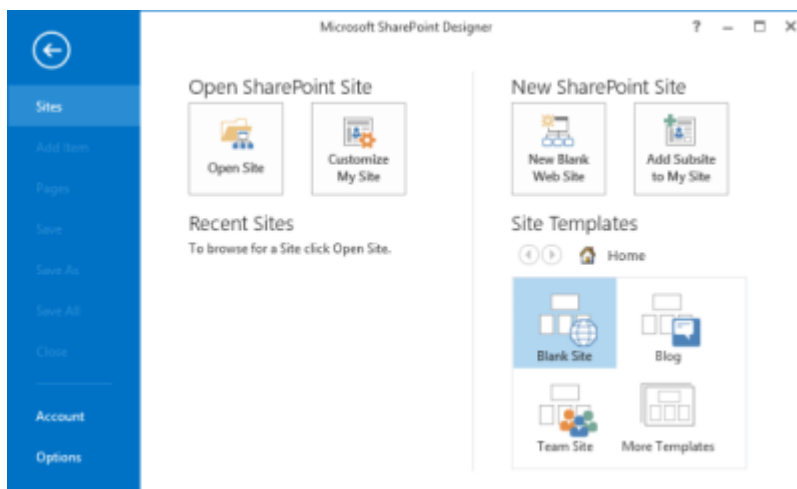 Microsoft SharePoint Designer
?
Sites
Add Item
Pages
Save
Save As
Save All
Close
Account
Options
Open SharePoint Site
Open Site
Customize
My Site
Recent Sites
To browse for a Site click Open Site.
New SharePoint Site
New Blank
Web Site
Add Subsite
to My Site
Site Templates
Home
Blank Site
Blog
Team Site
More Templates